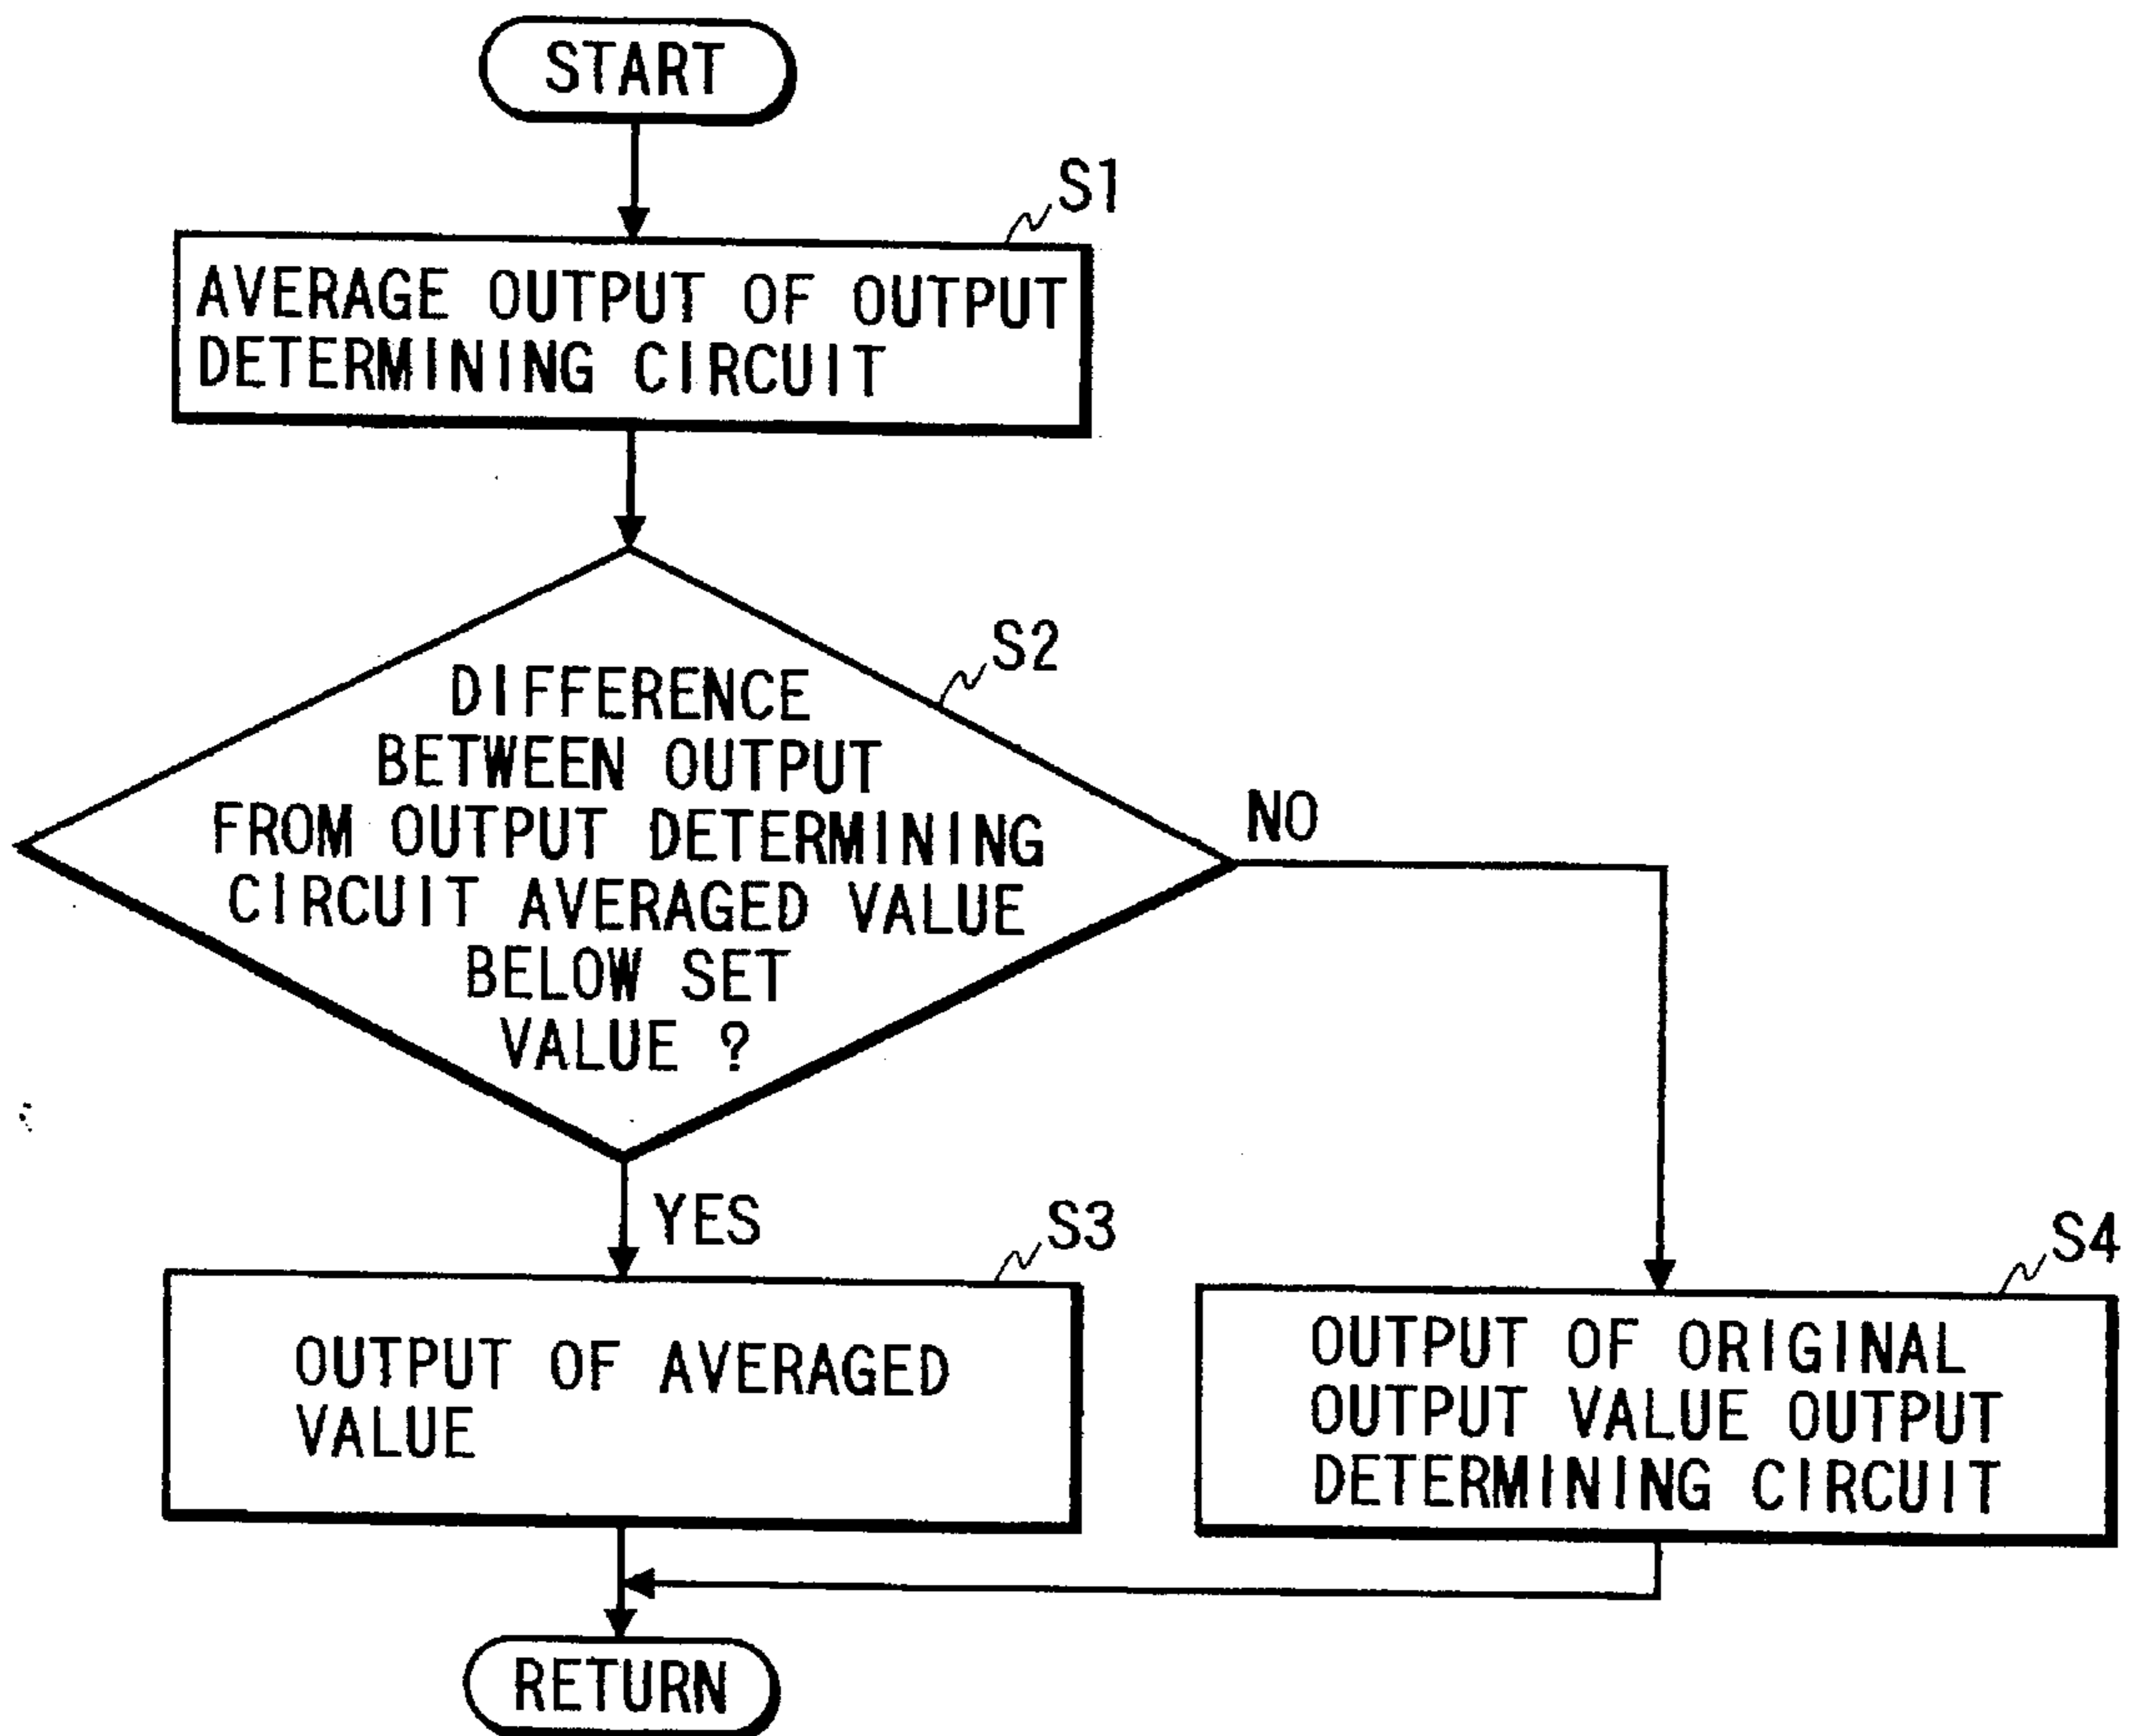 START
S1
AVERAGE OUTPUT OF OUTPUT
DETERMINING CIRCUIT
S2
DIFFERENCE
BETWEEN OUTPUT
FROM OUTPUT DETERMINING
CIRCUIT AVERAGED VALUE
BELOW SET
VALUE ?
NO
YES
S3
OUTPUT OF AVERAGED
VALUE
S4
OUTPUT OF ORIGINAL
OUTPUT VALUE OUTPUT
DETERMINING CIRCUIT
RETURN